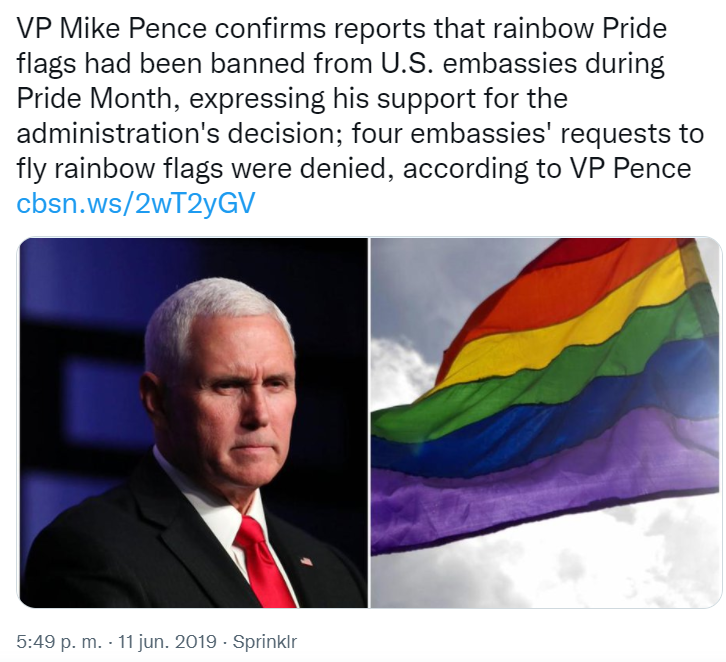 VP Mike Pence confirms reports that rainbow Pride
flags had been banned from U.S. embassies during
Pride Month, expressing his support for the
administration's decision; four embassies' requests to
fly rainbow flags were denied, according to VP Pence
cbsn.ws/2wT2yGV
5:49 p. m. · 11 jun. 2019 · Sprinklr